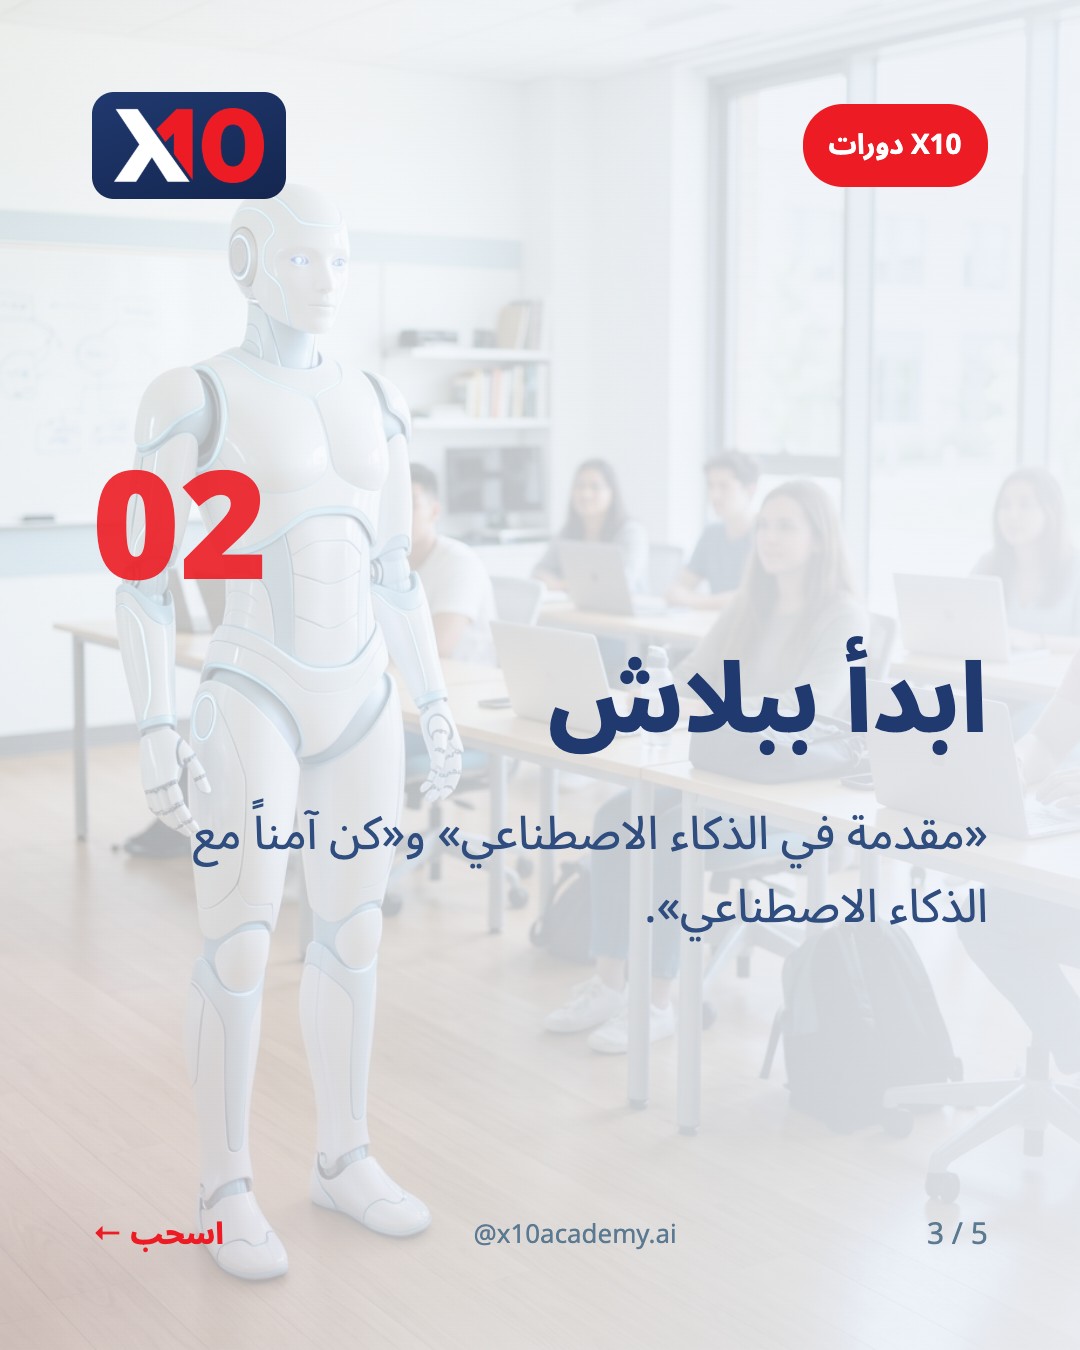 X10
دورات X10
02
ابدأ ببلاش
«مقدمة في الذكاء الاصطناعي» و«كن آمناً مع
الذكاء الاصطناعي».
اسحب ←
@x10academy.ai
3 / 5